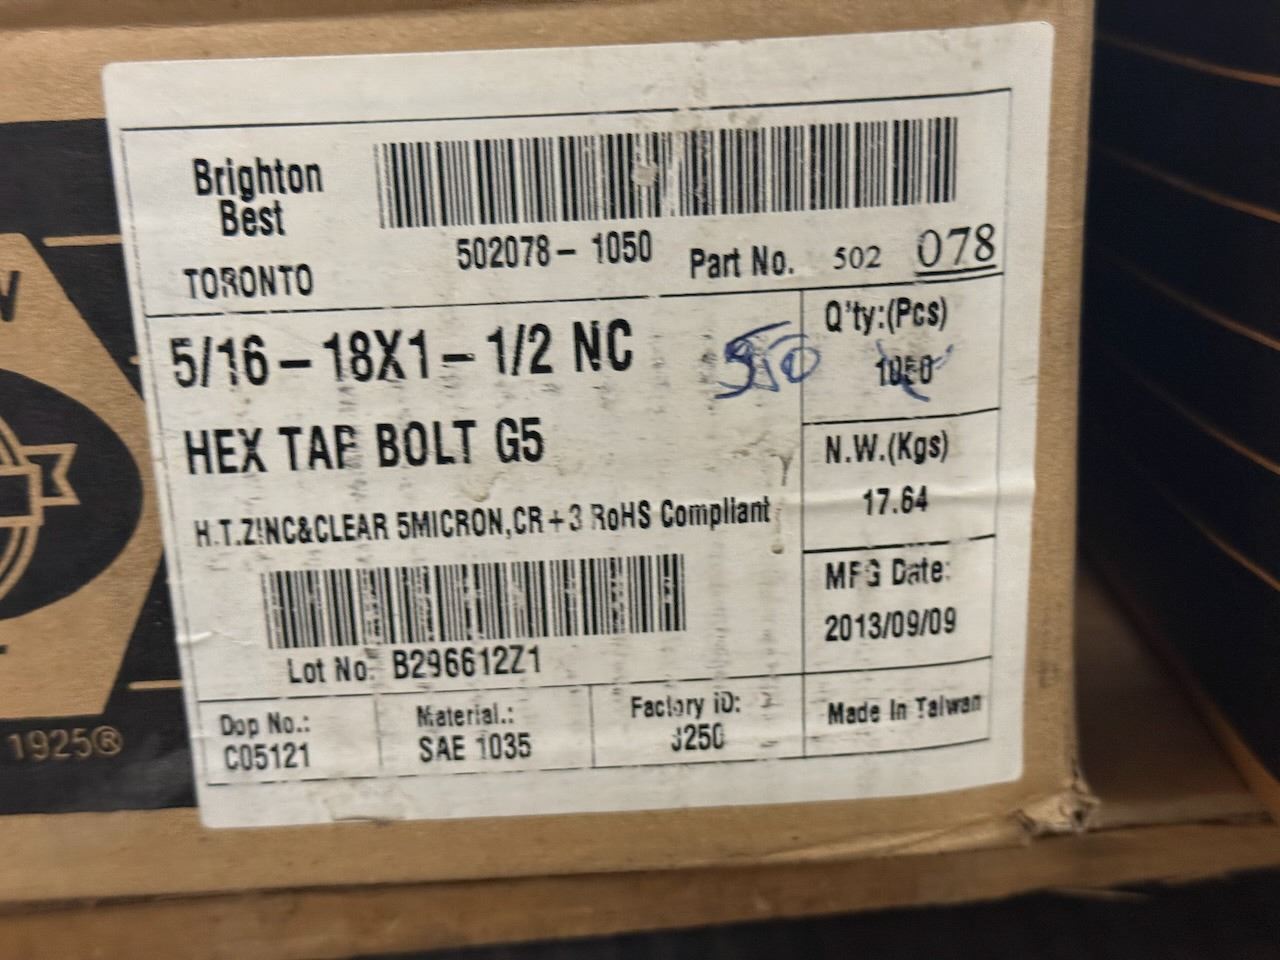 Brighton
Best
TORONTO
502078- 1050
Part No. 502 078
5/16-18X1-1/2 NC
550
Q'ty:(Pcs)
1050
HEX TAP BOLT G5
N.W.(Kgs)
17.64
H.T.ZINC&CLEAR 5MICRON,CR+3 RoHS Compliant
MFG Date:
2013/09/09
Lot No. B296612Z1
Dop No.:
C05121
Material.:
SAE 1035
Factory ID:
Made In Taiwan
1925®